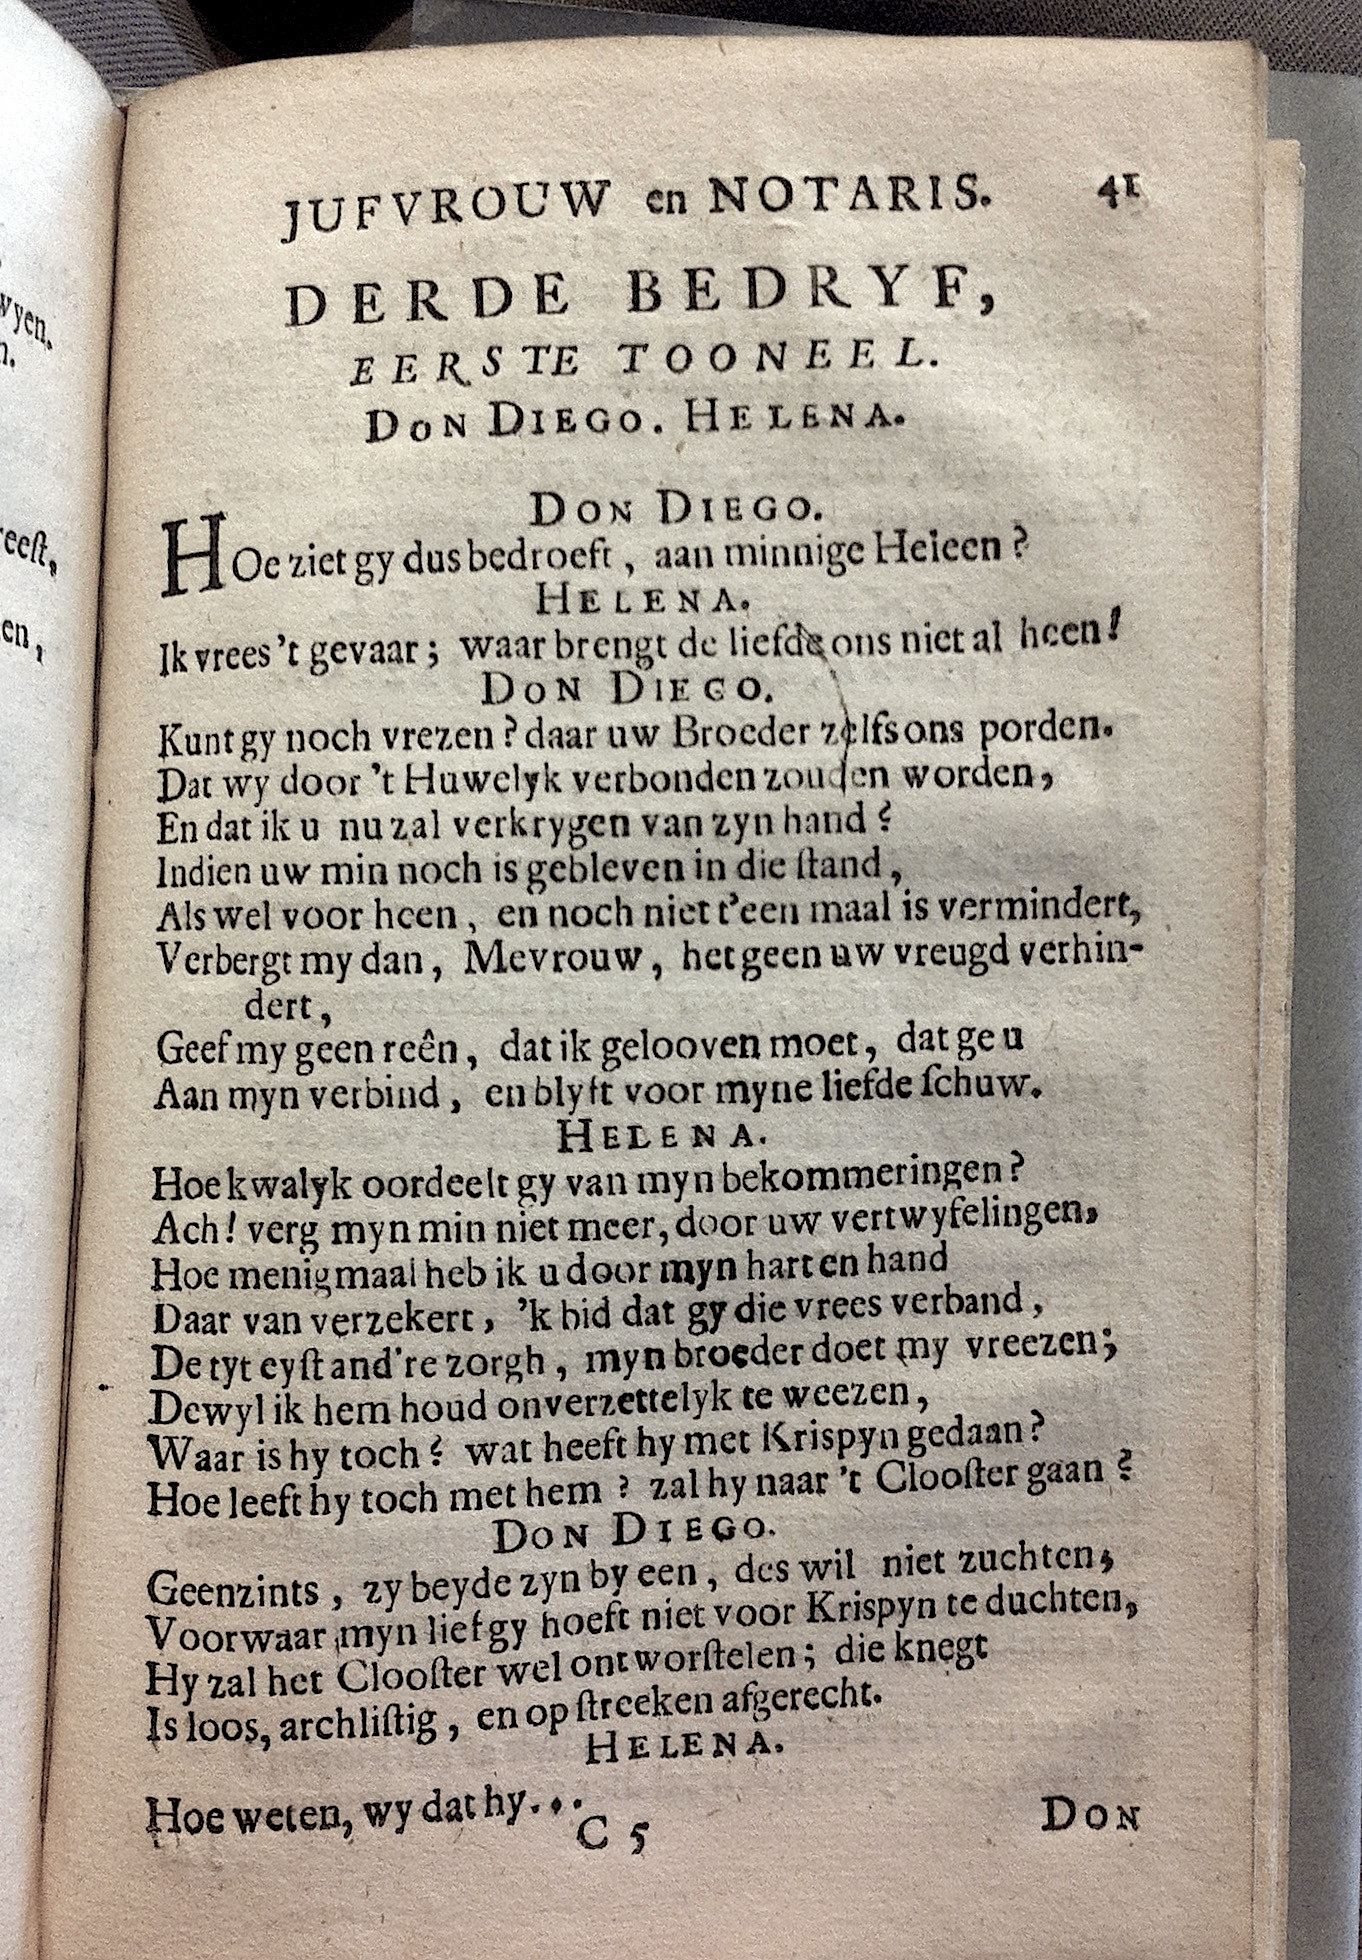 JUFVROUW en NOTARIS. 41
DERDE BEDRYF,
EERSTE TOONEEL.
DON DIEGO. HELENA.
DON DIEGO.
HOe ziet gy dus bedroeft, aan minnige Heleen?
HELENA.
Ik vrees 't gevaar; waar brengt de liefde ons niet al heen!
DON DIEGO.
Kunt gy noch vrezen? daar uw Broeder zelfs ons porden.
Dat wy door 't Huwelyk verbonden zouden worden,
En dat ik u nu zal verkrygen van zyn hand?
Indien uw min noch is gebleven in die ſtand,
Als wel voor heen, en noch niet t'een maal is vermindert,
Verbergt my dan, Mevrouw, het geen uw vreugd verhin-
dert,
Geef my geen reên, dat ik gelooven moet, dat ge u
Aan myn verbind, en blyft voor myne liefde ſchuw.
HELENA.
Hoe kwalyk oordeelt gy van myn bekommeringen?
Ach! verg myn min niet meer, door uw vertwyfelingen,
Hoe menigmaal heb ik u door myn hart en hand
Daar van verzekert, 'k bid dat gy die vrees verband,
De tyt eyſt and're zorgh, myn broeder doet my vreezen;
Dewyl ik hem houd onverzettelyk te weezen,
Waar is hy toch? wat heeft hy met Krispyn gedaan?
Hoe leeft hy toch met hem? zal hy naar 't Clooſter gaan?
DON DIEGO.
Geenzints, zy beyde zyn by een, des wil niet zuchten,
Voorwaar myn lief gy hoeft niet voor Krispyn te duchten,
Hy zal het Clooſter wel ontworſtelen; die knegt
Is loos, archliſtig, en op ſtreeken afgerecht.
HELENA.
Hoe weten, wy dat hy...
C 5 DON
wyen.
n.
reeſt,
en,